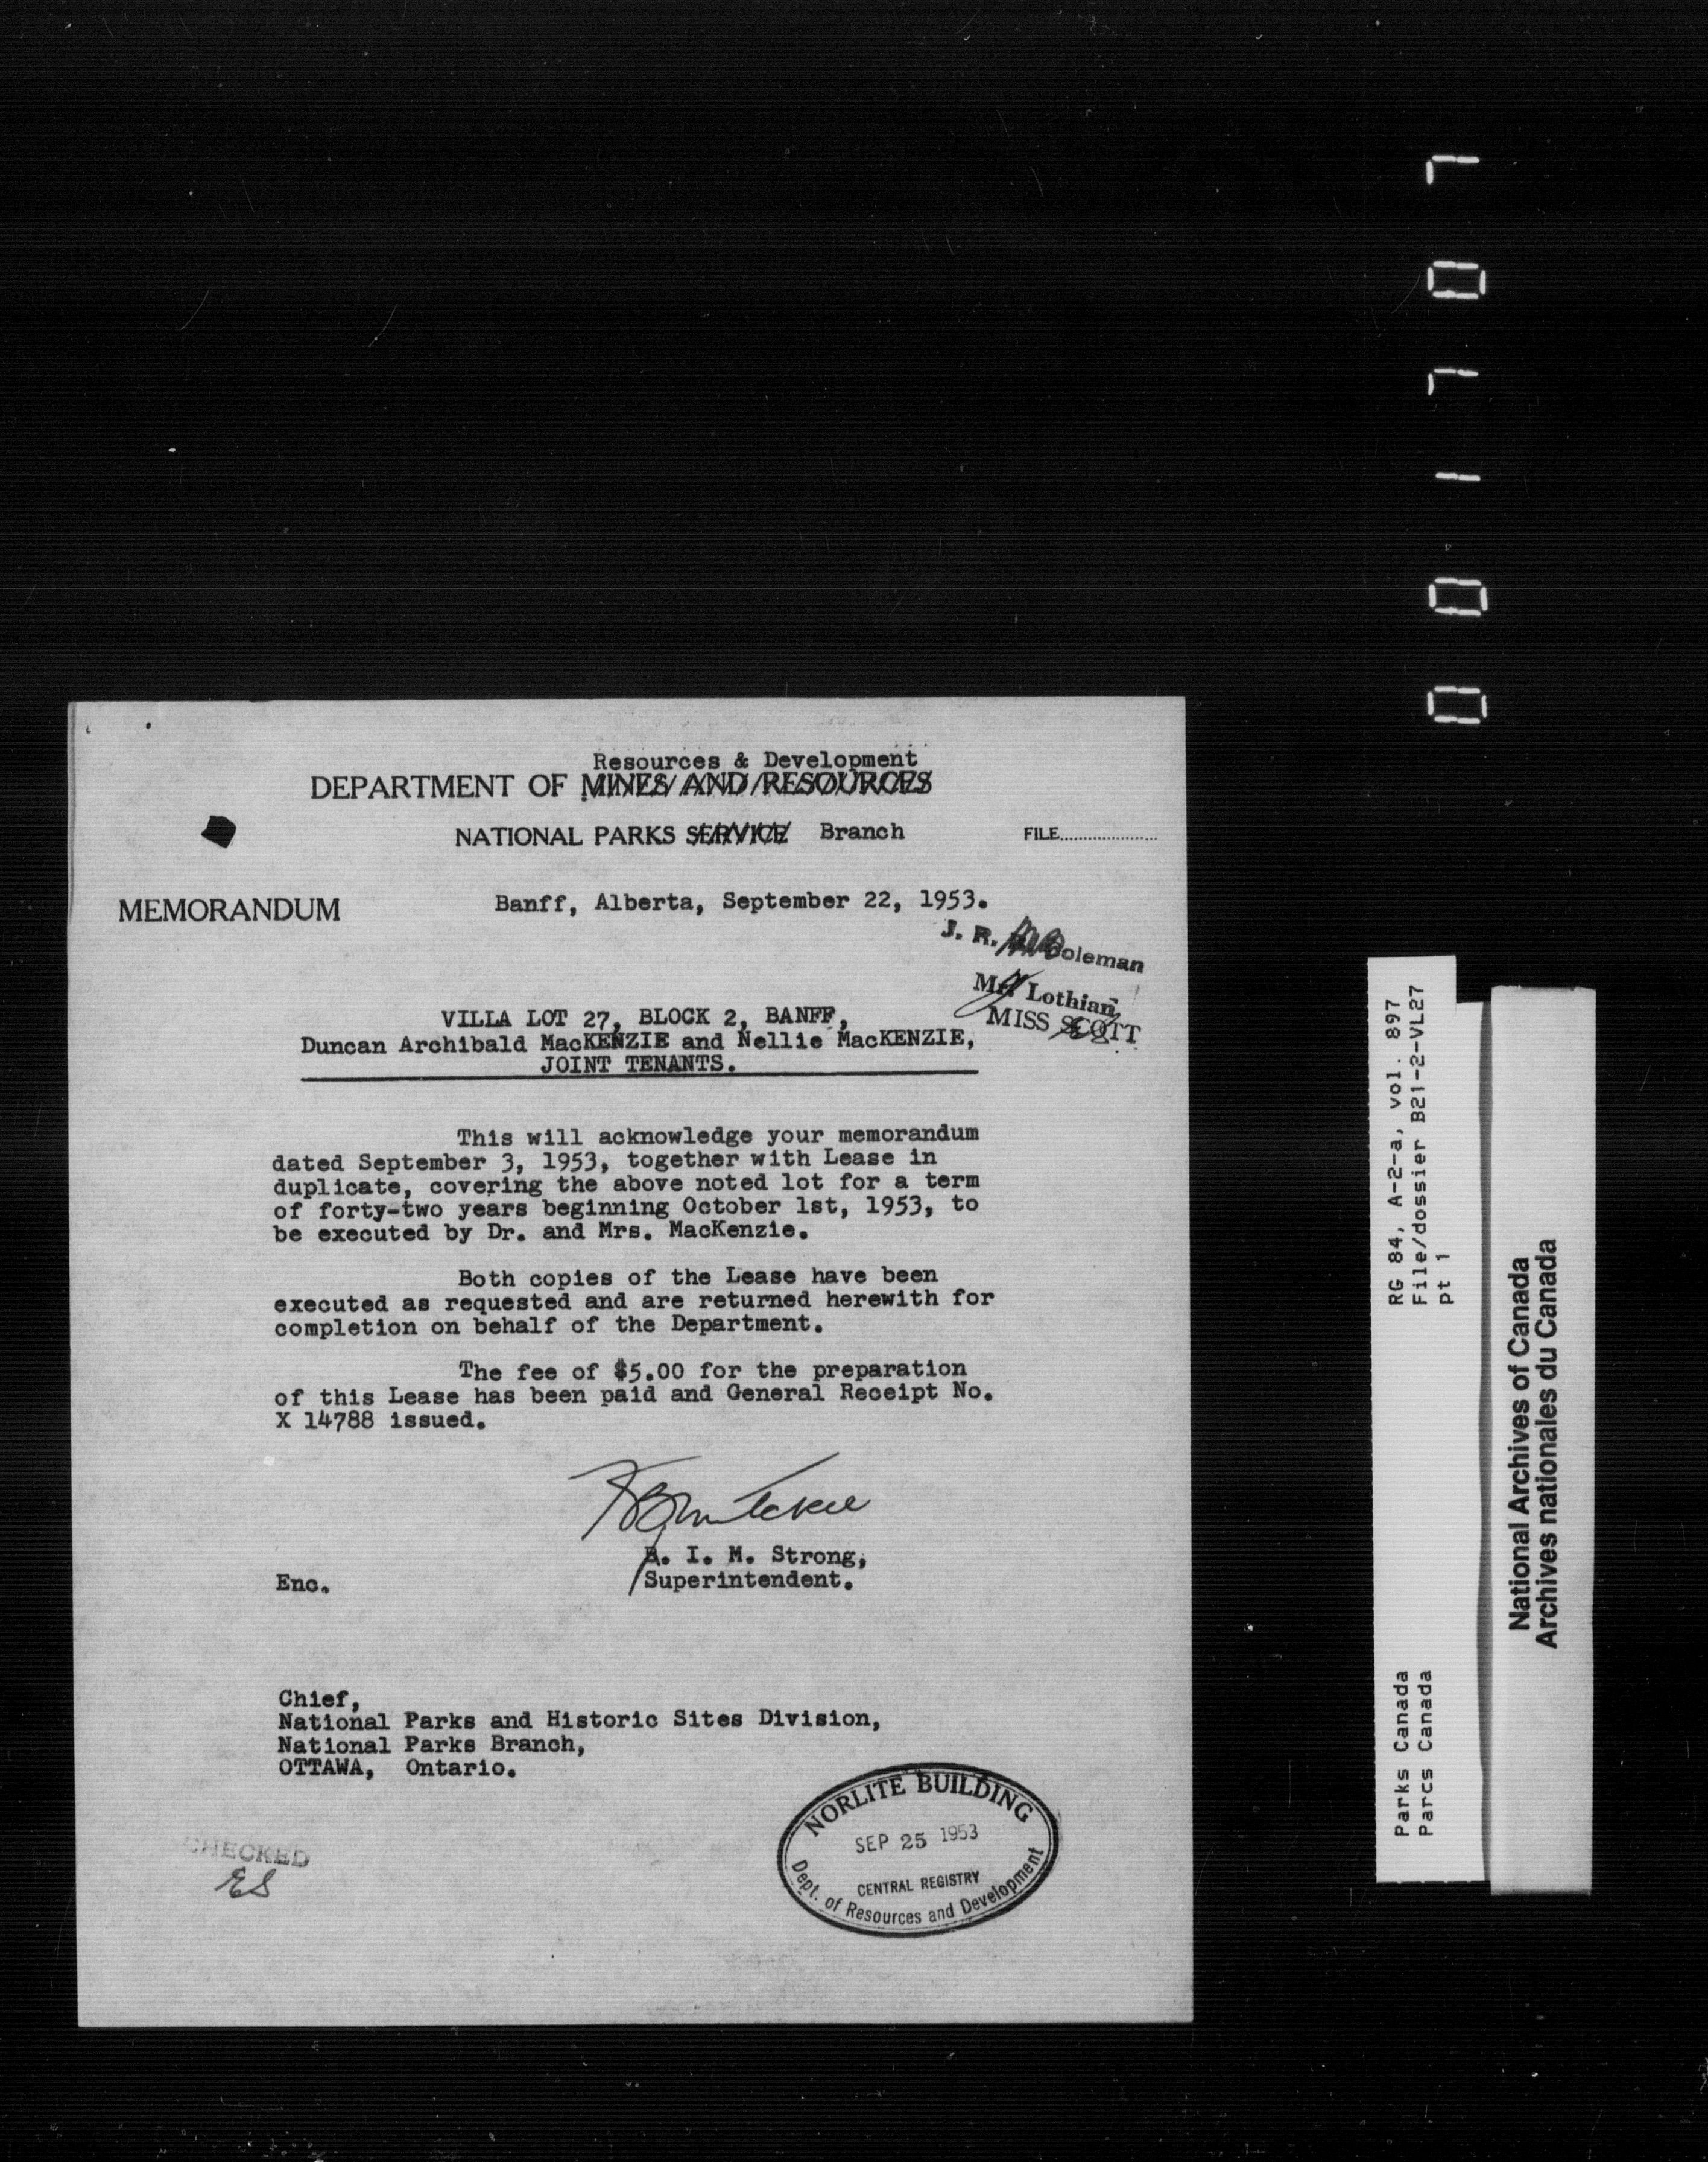 Resources & Development
DEPARTMENT OF MINES AND RESOURCES
NATIONAL PARKS SERVICE Branch
FILE....................
MEMORANDUM
Banff, Alberta, September 22, 1953.
J. R. B. Coleman
Mr. Lothian
MISS SCOTT
VILLA LOT 27, BLOCK 2, BANFF,
Duncan Archibald MacKENZIE and Nellie MacKENZIE,
JOINT TENANTS.
This will acknowledge your memorandum
dated September 3, 1953, together with Lease in
duplicate, covering the above noted lot for a term
of forty-two years beginning October 1st, 1953, to
be executed by Dr. and Mrs. MacKenzie.
Both copies of the Lease have been
executed as requested and are returned herewith for
completion on behalf of the Department.
The fee of $5.00 for the preparation
of this Lease has been paid and General Receipt No.
X 14788 issued.
B. I. M. Strong,
Superintendent.
Enc.
Chief,
National Parks and Historic Sites Division,
National Parks Branch,
OTTAWA, Ontario.
CHECKED
ES
NORLITE BUILDING
SEP 25 1953
CENTRAL REGISTRY
Dept. of Resources and Development
RG 84, A-2-a, vol. 897
File/dossier B21-2-VL27
pt 1
Parks Canada
Parcs Canada
National Archives of Canada
Archives nationales du Canada